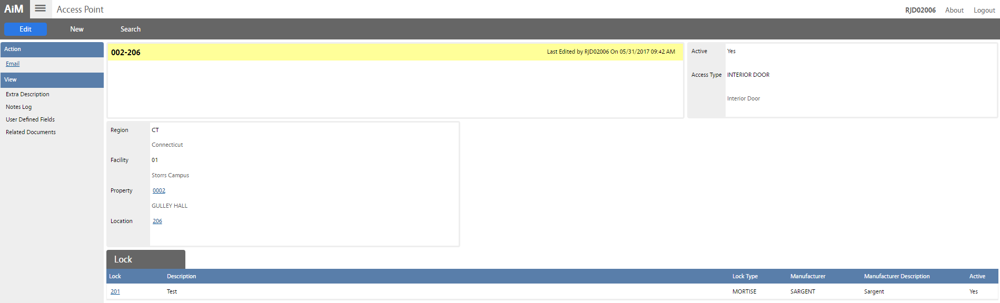 AiM Access Point RJD02006 About Logout
Edit New Search
Action
Email
View
Extra Description
Notes Log
User Defined Fields
Related Documents
002-206 Last Edited by RJD02006 On 05/31/2017 09:42 AM
Active Yes
Access Type INTERIOR DOOR
Interior Door
Region CT
Connecticut
Facility 01
Storrs Campus
Property 0002
GULLEY HALL
Location 206
Lock
Lock Description Lock Type Manufacturer Manufacturer Description Active
201 Test MORTISE SARGENT Sargent Yes